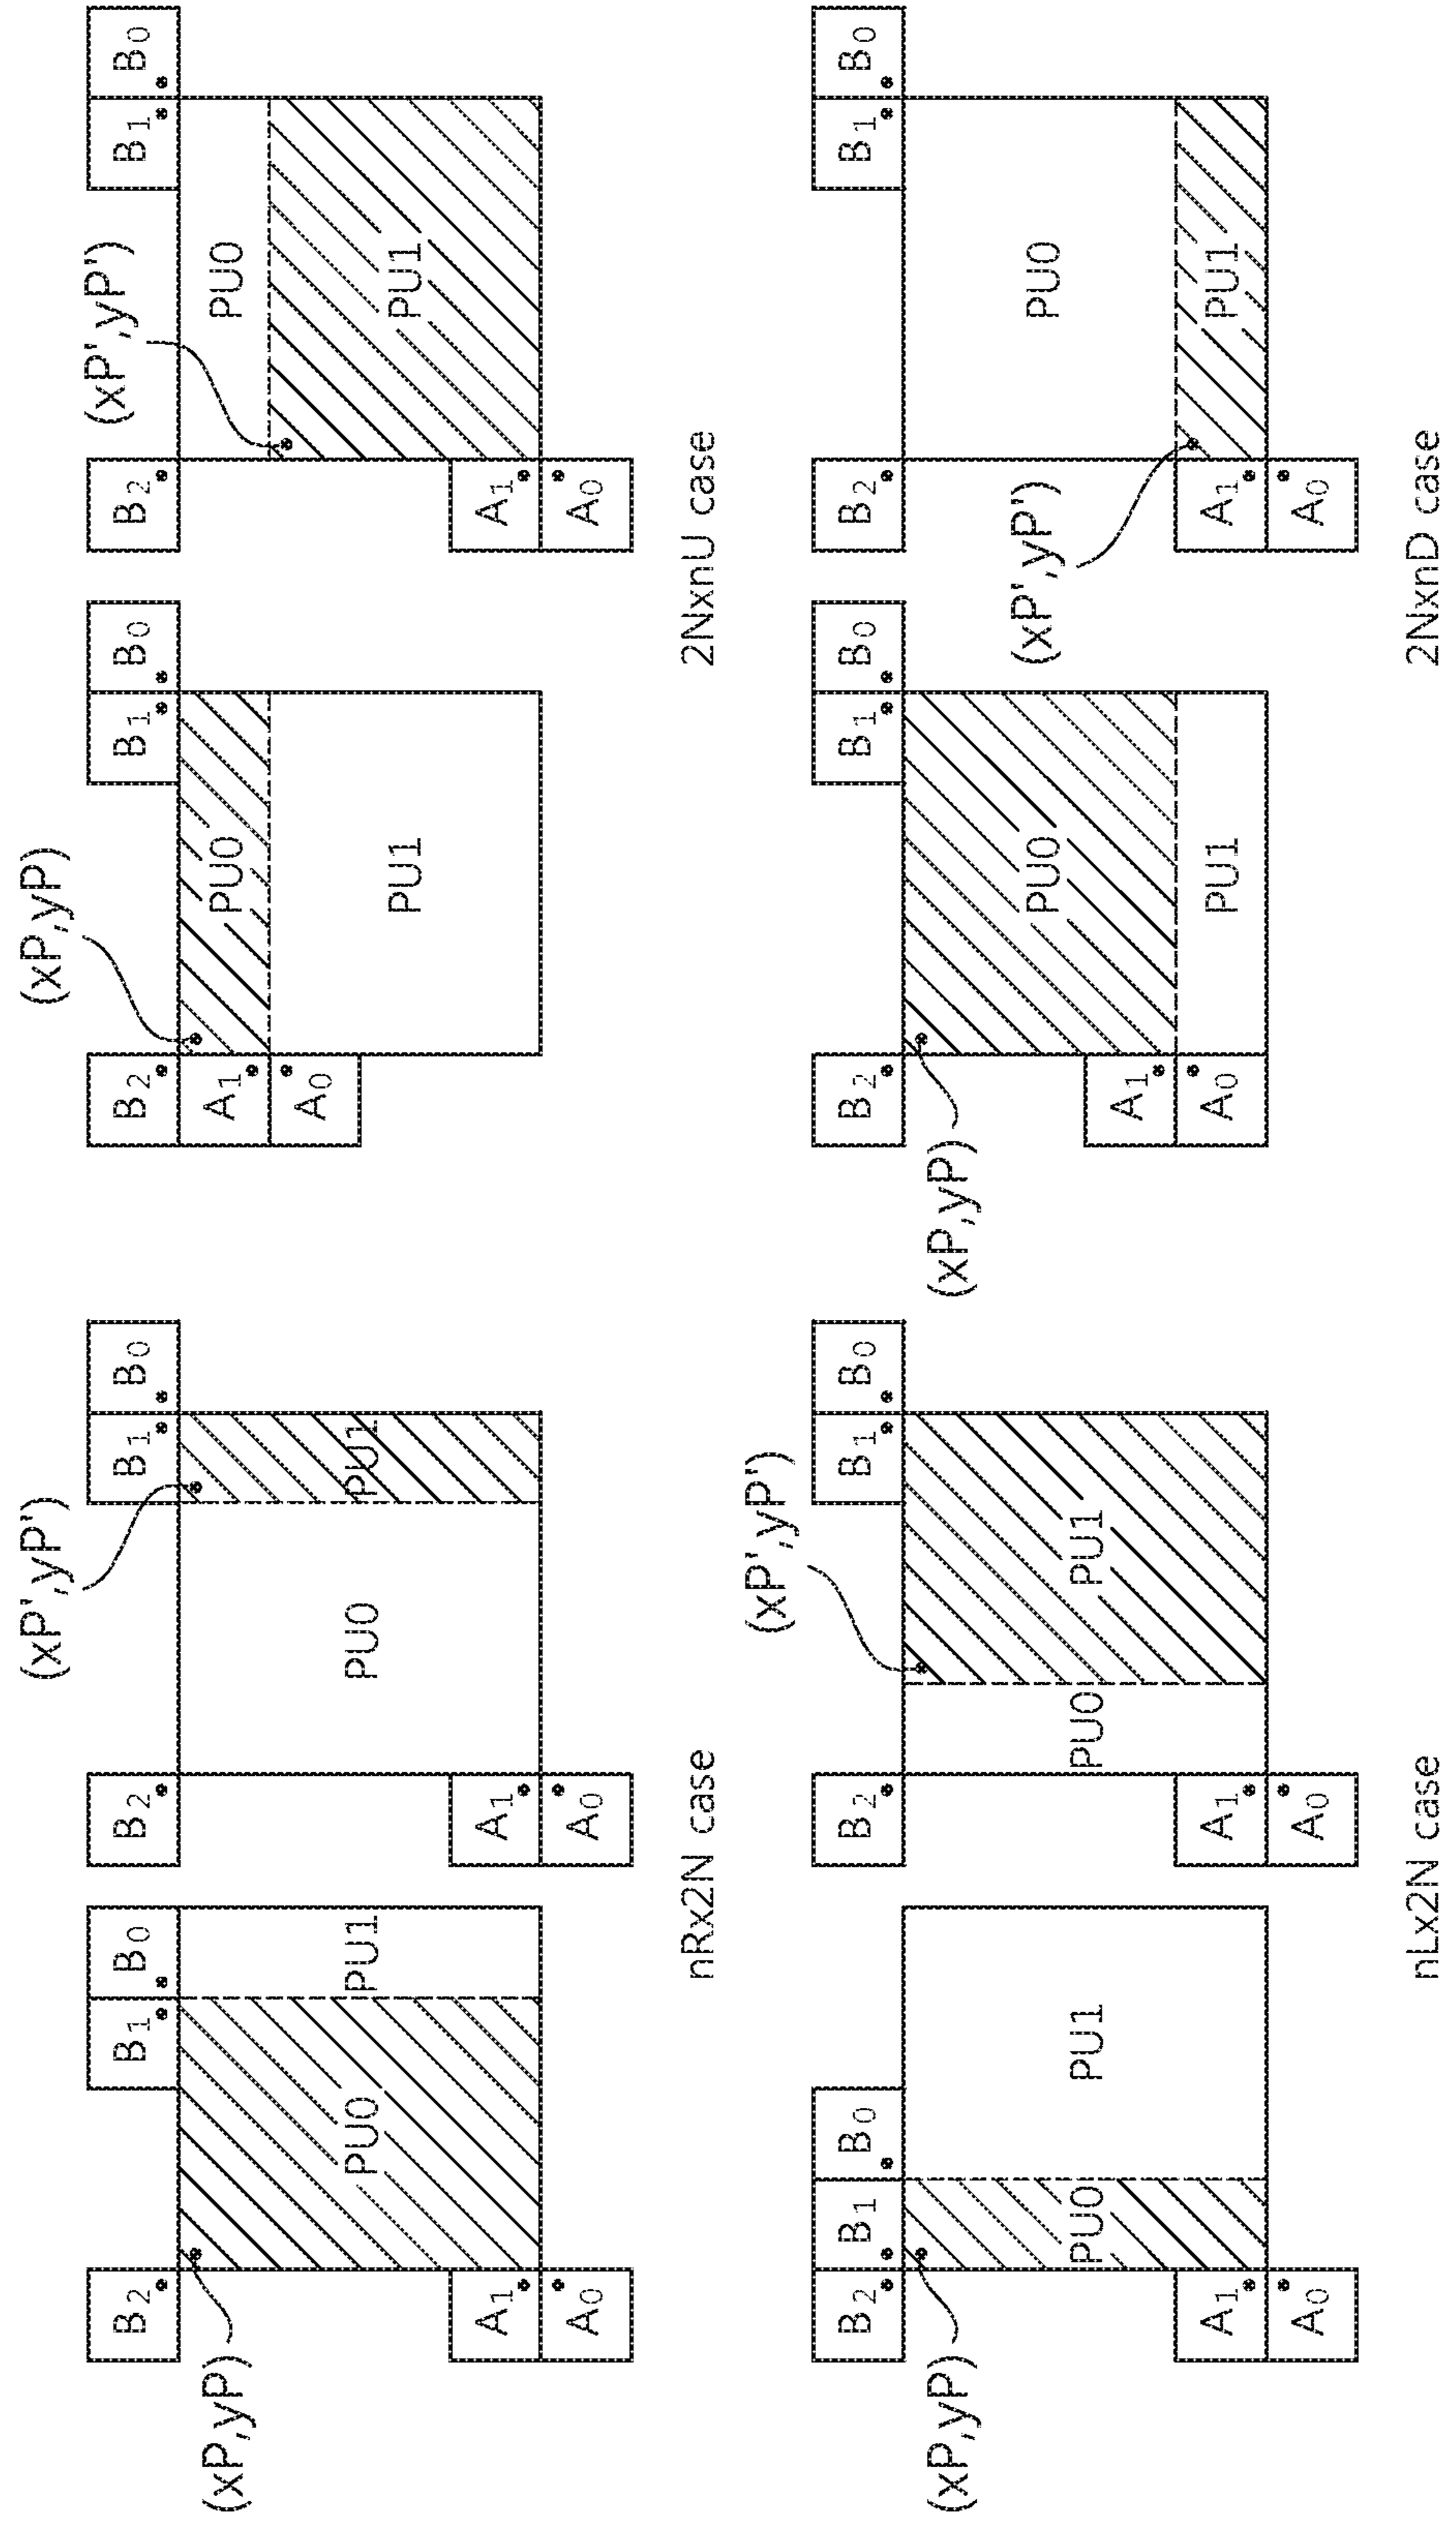 B2 B1 B0
(xP,yP)
PU0 PU1
A1
A0
(xP',yP')
B2 B1 B0
PU0 PU1
A1
A0
nRx2N case
(xP,yP)
B2 B1 B0
A1 PU0
A0
PU1
(xP',yP')
B2 B1 B0
PU0
PU1
A1
A0
2NxnU case
B2 B1 B0
(xP,yP)
PU0 PU1
A1
A0
(xP',yP')
B2 B1 B0
PU0 PU1
A1
A0
nLx2N case
B2 B1 B0
(xP,yP)
PU0
A1
A0 PU1
B2 B1 B0
PU0
(xP',yP')
A1 PU1
A0
2NxnD case